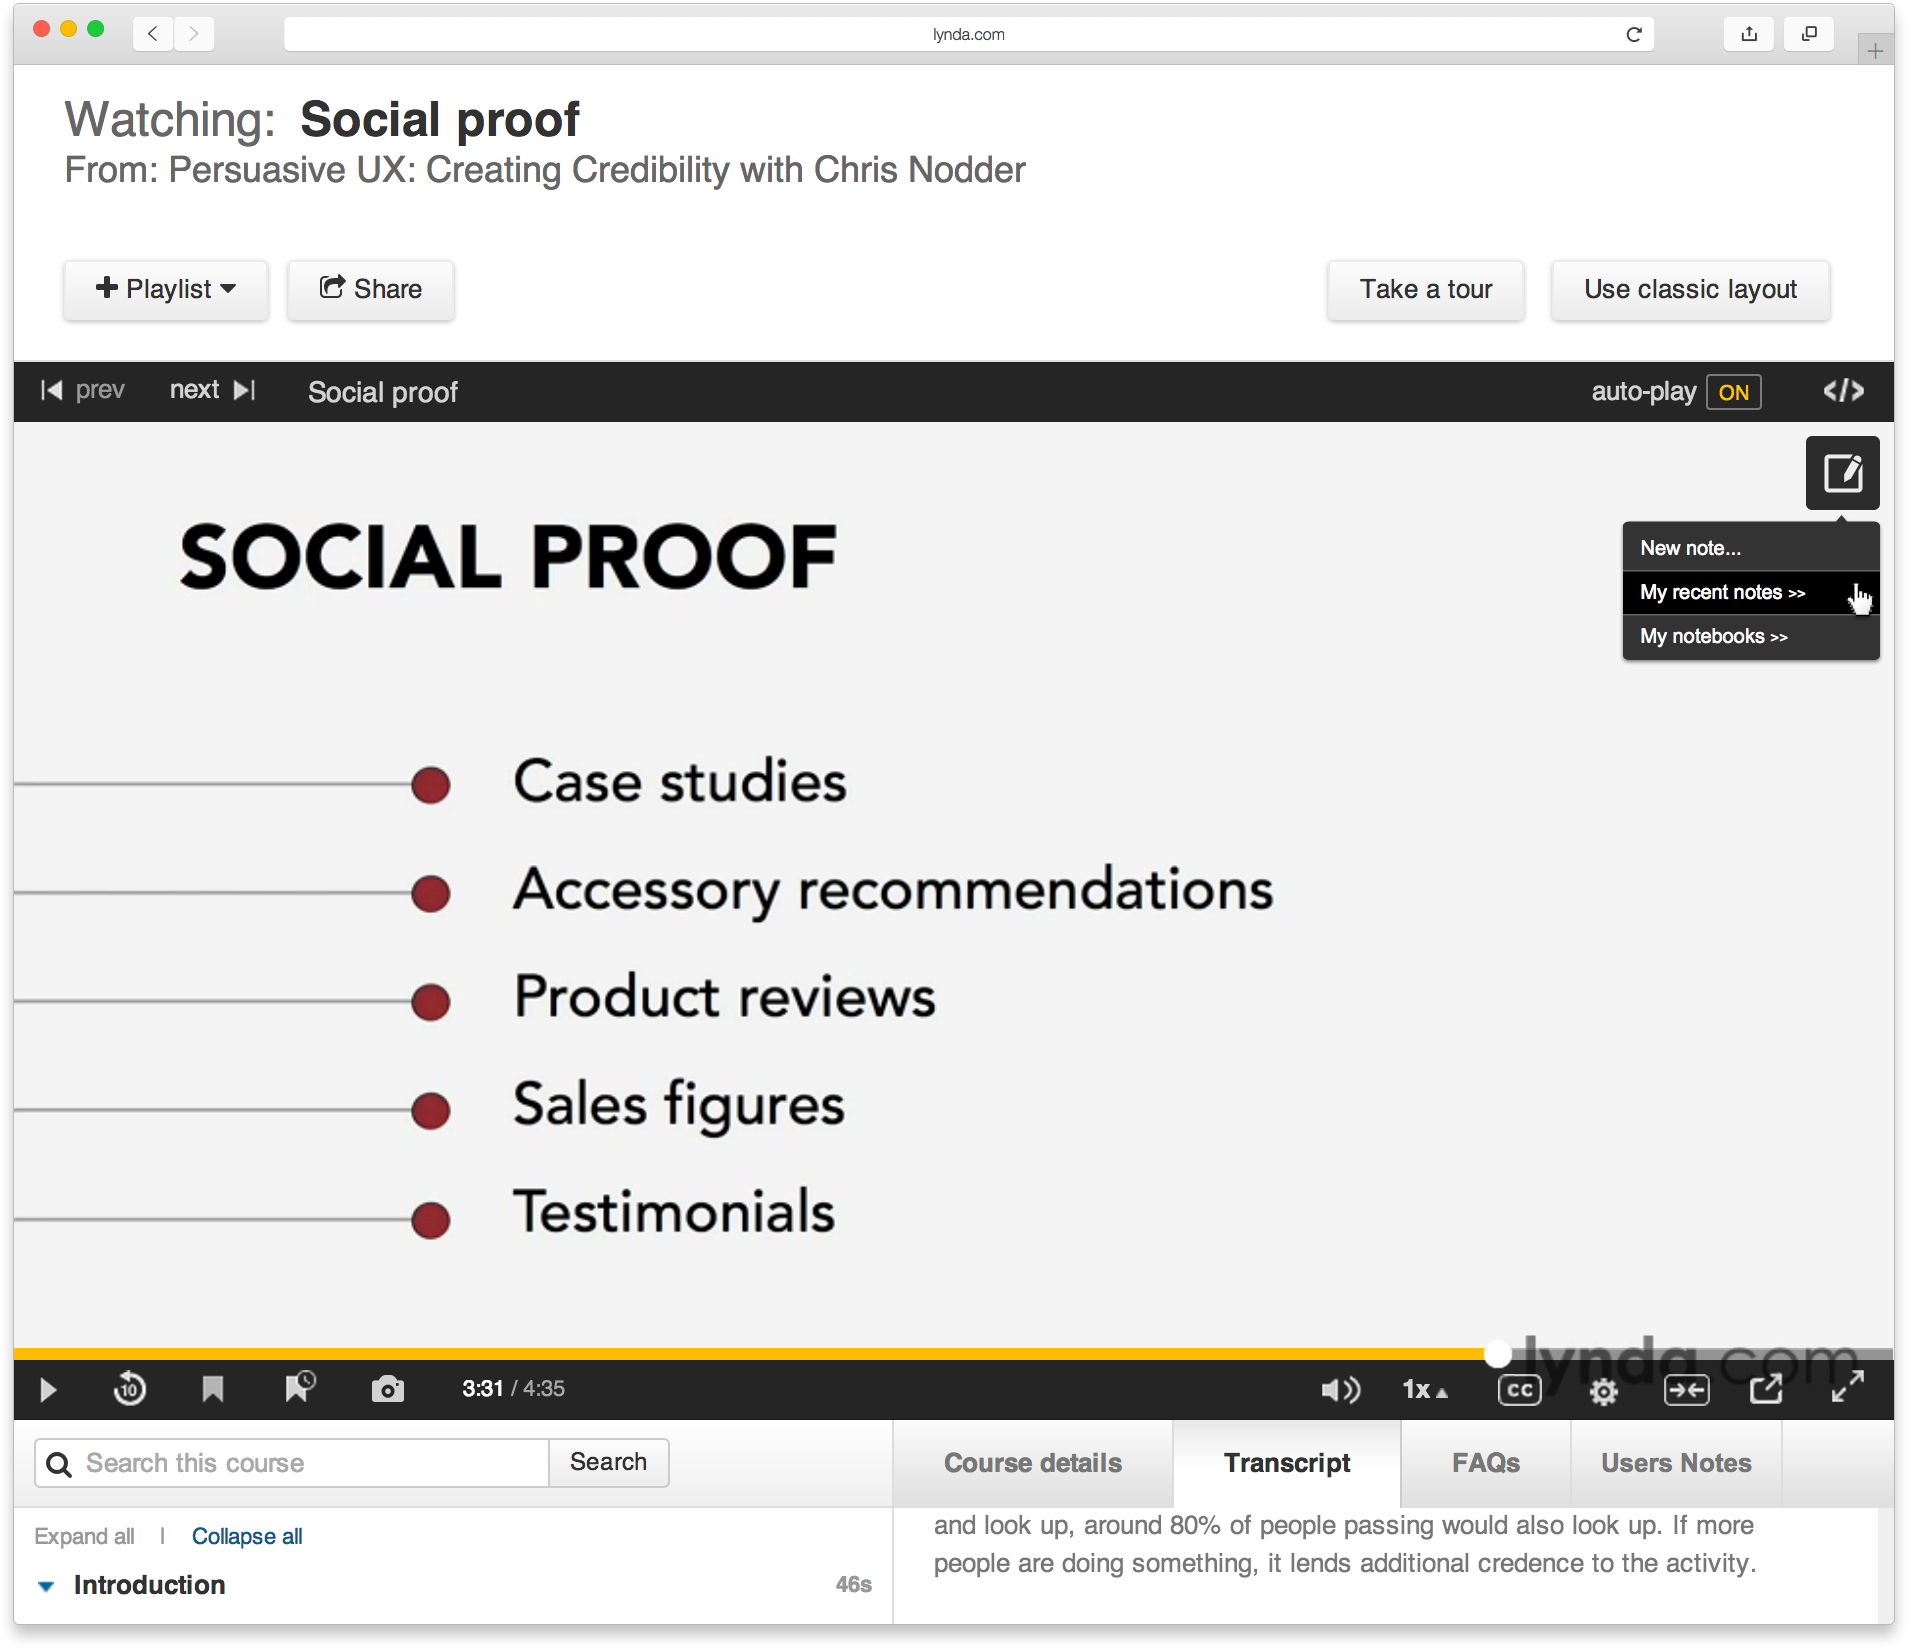 lynda.com
Watching: Social proof
From: Persuasive UX: Creating Credibility with Chris Nodder
Playlist
Share
Take a tour
Use classic layout
prev
next
Social proof
auto-play ON
</>
SOCIAL PROOF
New note...
My recent notes >>
My notebooks >>
Case studies
Accessory recommendations
Product reviews
Sales figures
Testimonials
lynda.com
10
3:31 / 4:35
1x
CC
Search this course
Search
Course details
Transcript
FAQs
Users Notes
Expand all | Collapse all
Introduction
46s
and look up, around 80% of people passing would also look up. If more
people are doing something, it lends additional credence to the activity.